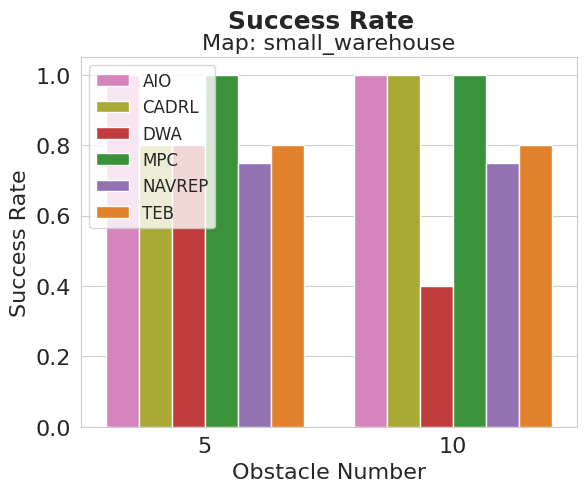 Success Rate
Map: small_warehouse
Success Rate
1.0
0.8
0.6
0.4
0.2
0.0
AIO
CADRL
DWA
MPC
NAVREP
TEB
5
10
Obstacle Number